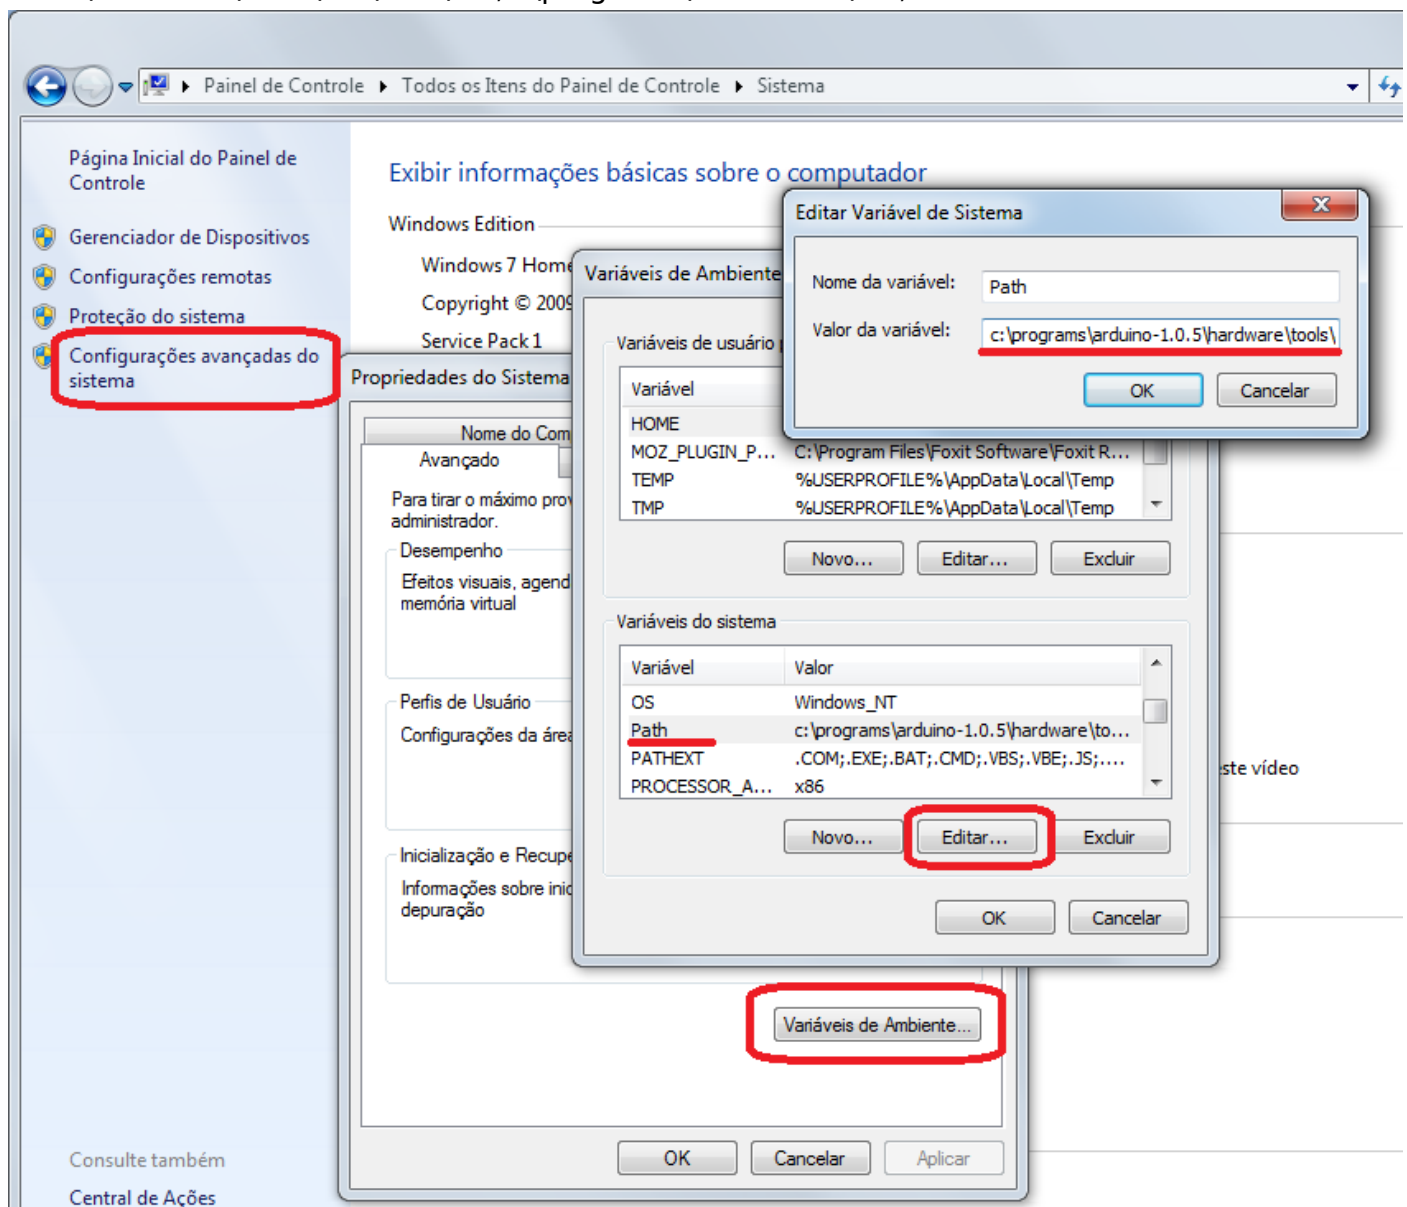 Painel de Controle Todos os Itens do Painel de Controle Sistema
Página Inicial do Painel de
Controle
Gerenciador de Dispositivos
Configurações remotas
Proteção do sistema
Configurações avançadas do
sistema
Consulte também
Central de Ações
Exibir informações básicas sobre o computador
Windows Edition
Windows 7 Home
Copyright © 2009
Service Pack 1
este vídeo
Propriedades do Sistema
Nome do Com
Avançado
Para tirar o máximo prov
administrador.
Desempenho
Efeitos visuais, agend
memória virtual
Perfis de Usuário
Configurações da área
Inicialização e Recupe
Informações sobre inic
depuração
Variáveis de Ambiente...
OK Cancelar Aplicar
Variáveis de Ambiente
Variáveis de usuário p
Variável
HOME
MOZ_PLUGIN_P... C:\Program Files\Foxit Software\Foxit R...
TEMP %USERPROFILE%\AppData\Local\Temp
TMP %USERPROFILE%\AppData\Local\Temp
Novo... Editar... Excluir
Variáveis do sistema
Variável Valor
OS Windows_NT
Path c:\programs\arduino-1.0.5\hardware\to...
PATHEXT .COM;.EXE;.BAT;.CMD;.VBS;.VBE;.JS;....
PROCESSOR_A... x86
Novo... Editar... Excluir
OK Cancelar
Editar Variável de Sistema
Nome da variável: Path
Valor da variável: c:\programs\arduino-1.0.5\hardware\tools\
OK Cancelar